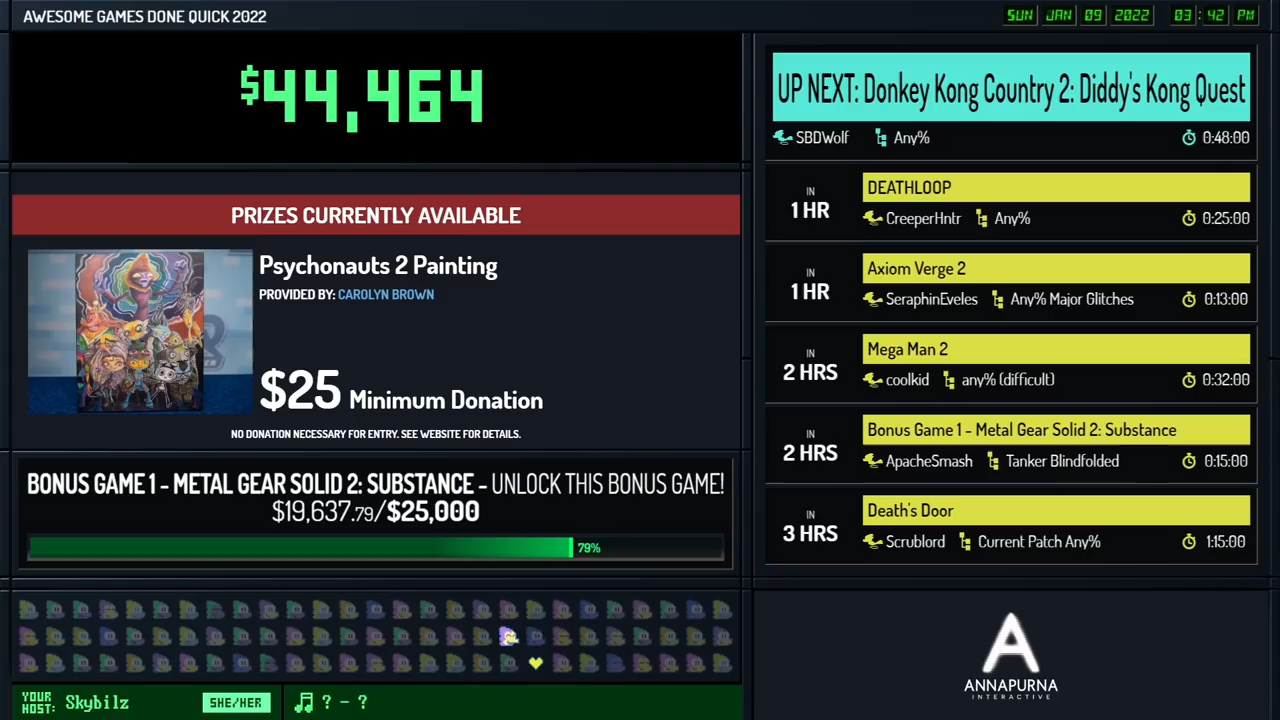 AWESOME GAMES DONE QUICK 2022
SUN JAN 09 2022 03:42 PM
$44,464
PRIZES CURRENTLY AVAILABLE
Psychonauts 2 Painting
PROVIDED BY: CAROLYN BROWN
$25 Minimum Donation
NO DONATION NECESSARY FOR ENTRY. SEE WEBSITE FOR DETAILS.
BONUS GAME 1 - METAL GEAR SOLID 2: SUBSTANCE - UNLOCK THIS BONUS GAME!
$19,637.79/$25,000
79%
YOUR HOST: Skybilz SHE/HER
? - ?
UP NEXT: Donkey Kong Country 2: Diddy's Kong Quest
SBDWolf Any% 0:48:00
IN 1 HR
DEATHLOOP
CreeperHntr Any% 0:25:00
IN 1 HR
Axiom Verge 2
SeraphinEveles Any% Major Glitches 0:13:00
IN 2 HRS
Mega Man 2
coolkid any% (difficult) 0:32:00
IN 2 HRS
Bonus Game 1 - Metal Gear Solid 2: Substance
ApacheSmash Tanker Blindfolded 0:15:00
IN 3 HRS
Death's Door
Scrublord Current Patch Any% 1:15:00
ANNAPURNA
INTERACTIVE